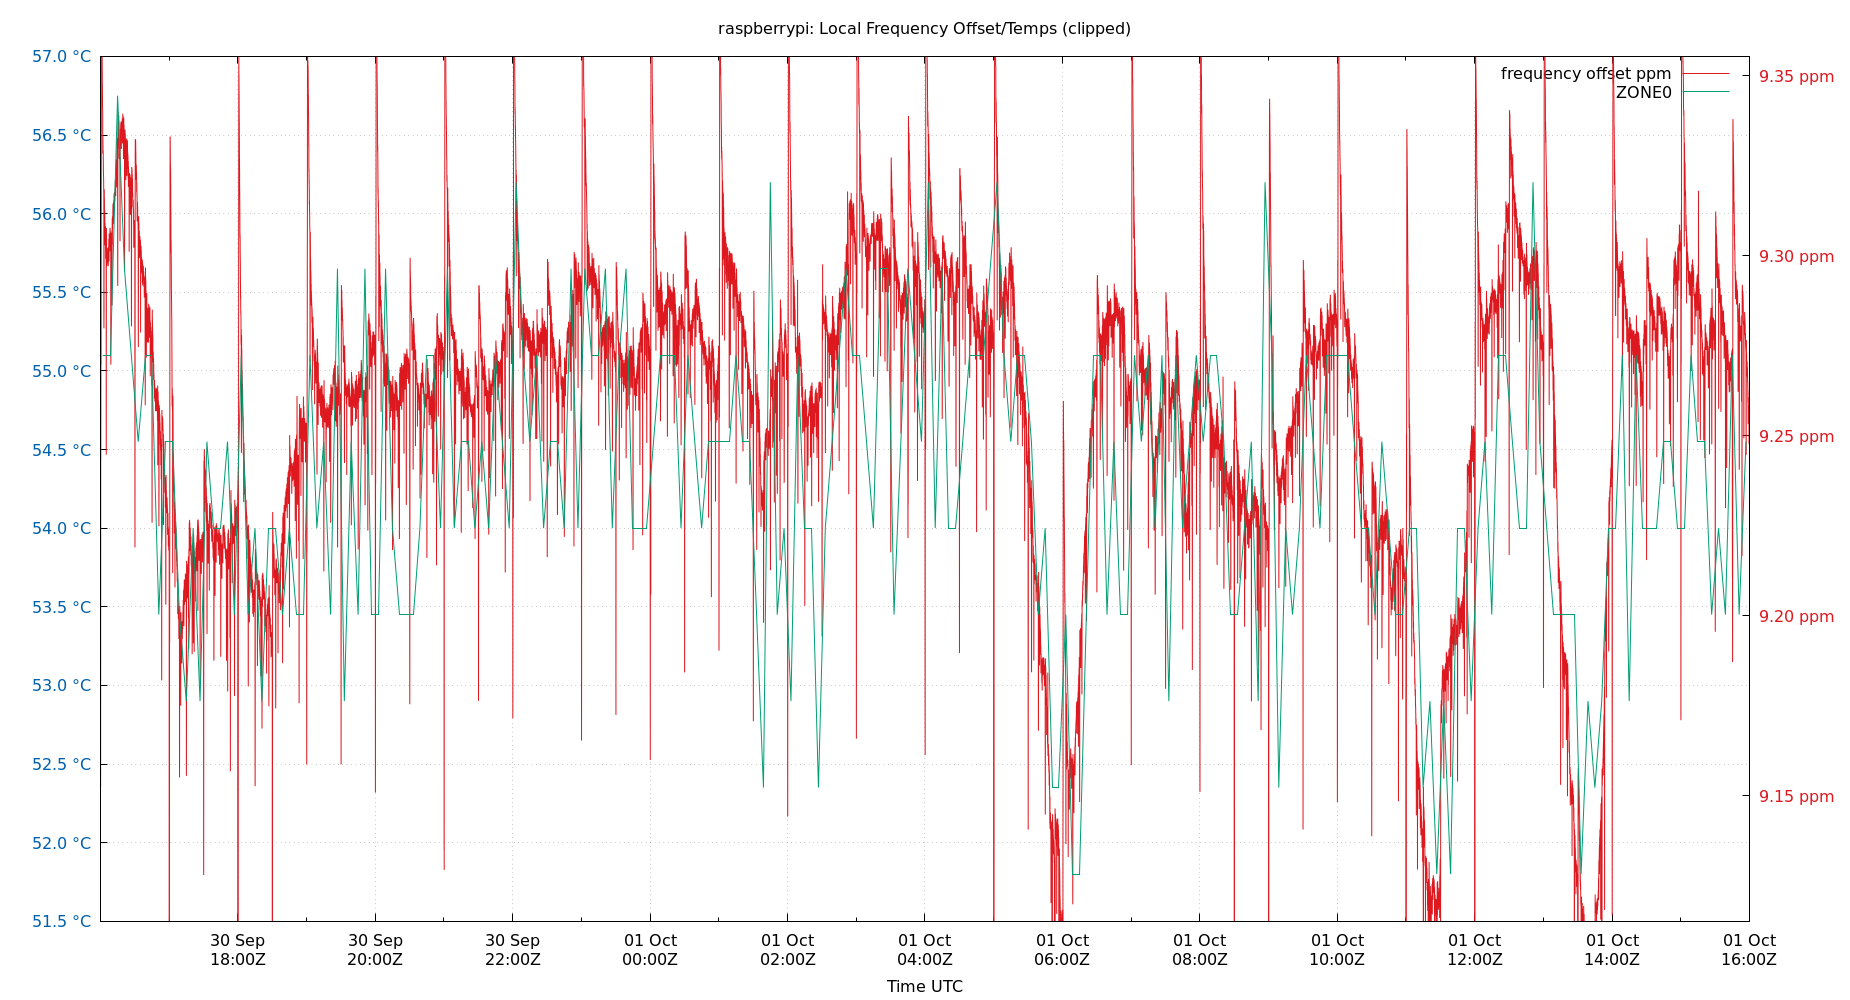 raspberrypi: Local Frequency Offset/Temps (clipped)
57.0 °C
56.5 °C
56.0 °C
55.5 °C
55.0 °C
54.5 °C
54.0 °C
53.5 °C
53.0 °C
52.5 °C
52.0 °C
51.5 °C
frequency offset ppm
ZONE0
9.35 ppm
9.30 ppm
9.25 ppm
9.20 ppm
9.15 ppm
30 Sep 30 Sep 30 Sep 01 Oct 01 Oct 01 Oct 01 Oct 01 Oct 01 Oct 01 Oct 01 Oct 01 Oct
18:00Z 20:00Z 22:00Z 00:00Z 02:00Z 04:00Z 06:00Z 08:00Z 10:00Z 12:00Z 14:00Z 16:00Z
Time UTC